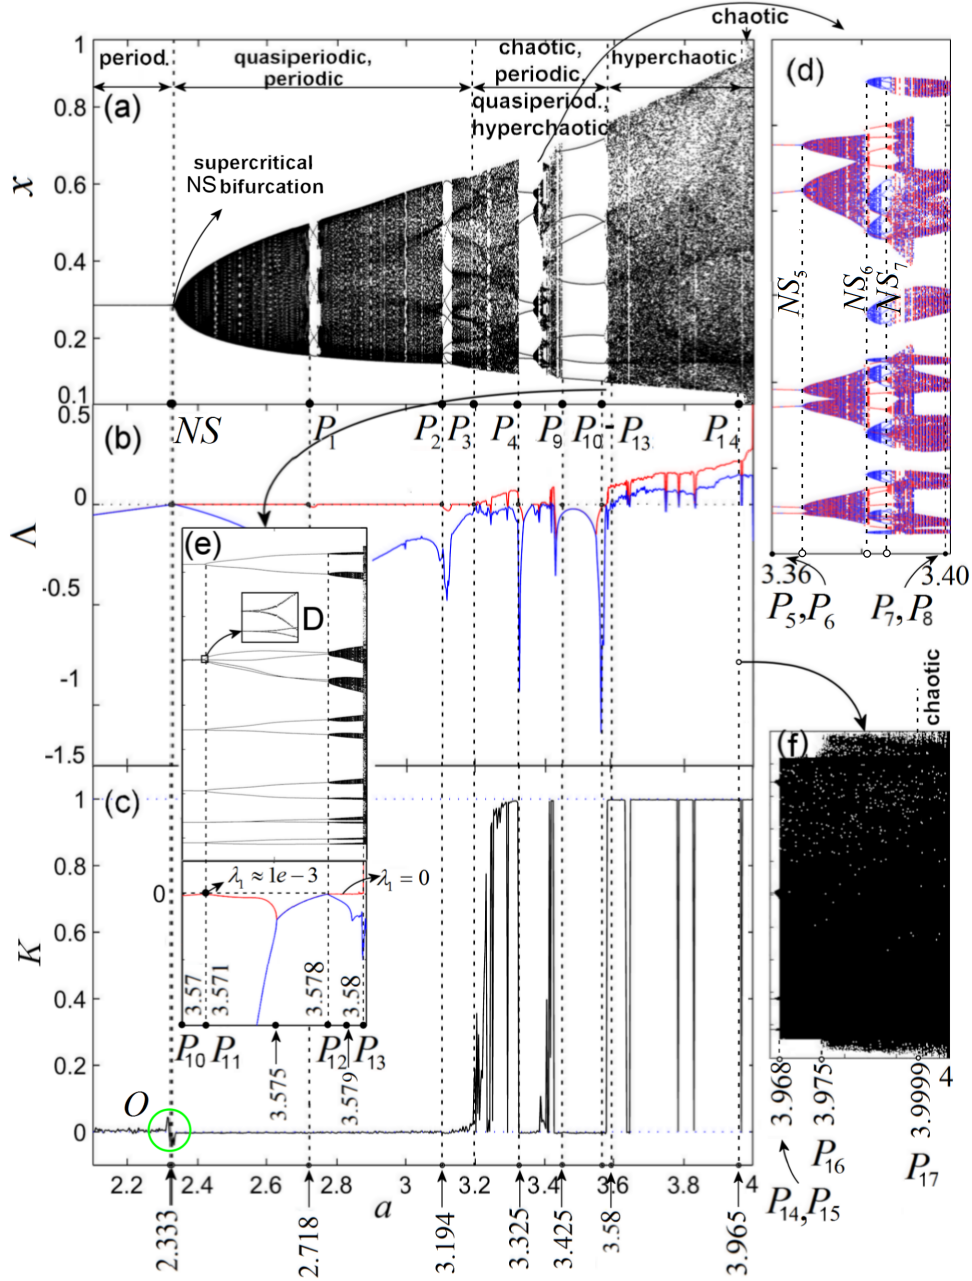 chaotic
1
period.
quasiperiodic,
periodic
chaotic,
periodic,
quasiperiod.,
hyperchaotic
hyperchaotic
(a)
(d)
0.8
supercritical
NS bifurcation
x
0.6
0.4
0.2
0.1
NS₅
NS₆
NS₇
3.36
3.40
P₅,P₆
P₇,P₈
0.5
(b)
NS
P₁
P₂
P₃
P₄
P₉
P₁₀-P₁₃
P₁₄
0
Λ
-0.5
-1
-1.5
(e)
D
chaotic
(f)
(c)
1
0.8
0.6
K
0.4
0.2
0
λ₁≈1e-3
λ₁=0
0
3.57
3.571
3.578
3.58
P₁₀
P₁₁
P₁₂
P₁₃
3.575
3.579
O
3.968
3.975
3.9999
4
P₁₆
P₁₇
P₁₄,P₁₅
2.2
2.4
2.6
2.8
3
3.2
3.4
3.6
3.8
4
a
2.333
2.718
3.194
3.325
3.425
3.58
3.965